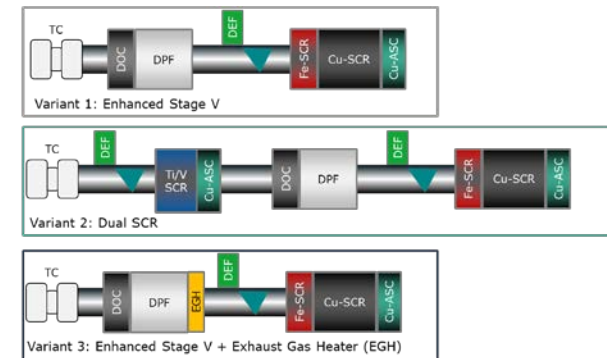 TC
DEF
DOC
DPF
Fe-SCR
Cu-SCR
Cu-ASC
Variant 1: Enhanced Stage V
TC
DEF
Ti/V
SCR
Cu-ASC
DOC
DPF
DEF
Fe-SCR
Cu-SCR
Cu-ASC
Variant 2: Dual SCR
TC
DOC
DPF
EGH
DEF
Fe-SCR
Cu-SCR
Cu-ASC
Variant 3: Enhanced Stage V + Exhaust Gas Heater (EGH)